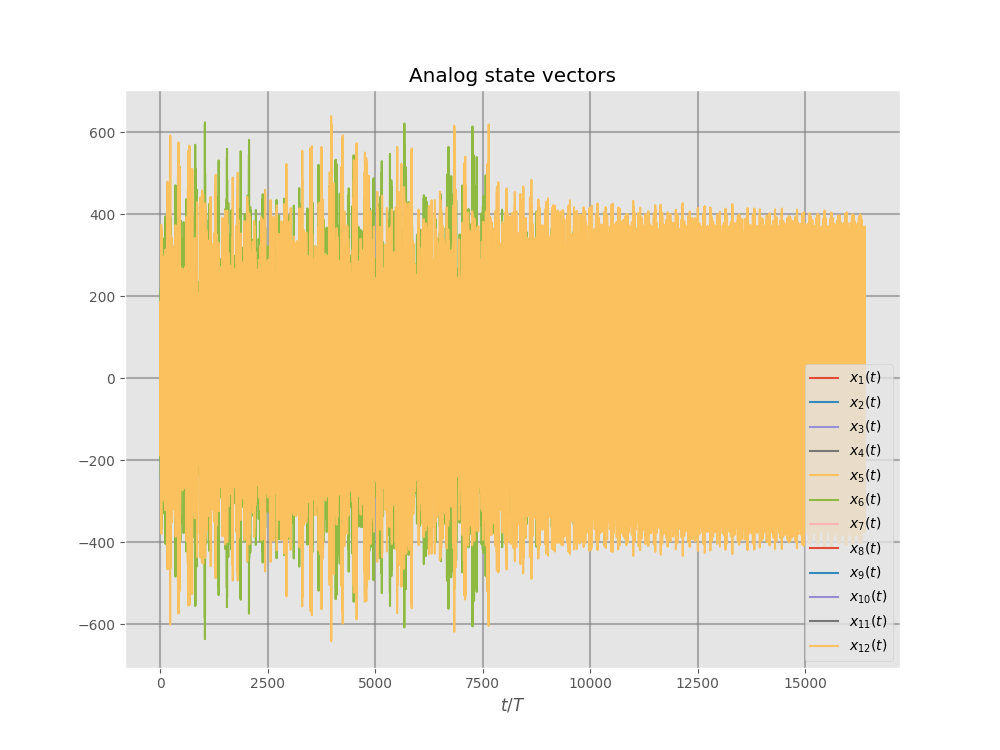 Analog state vectors
600
400
200
0
−200
−400
−600
0
2500
5000
7500
10000
12500
15000
t/T
x₁(t)
x₂(t)
x₃(t)
x₄(t)
x₅(t)
x₆(t)
x₇(t)
x₈(t)
x₉(t)
x₁₀(t)
x₁₁(t)
x₁₂(t)